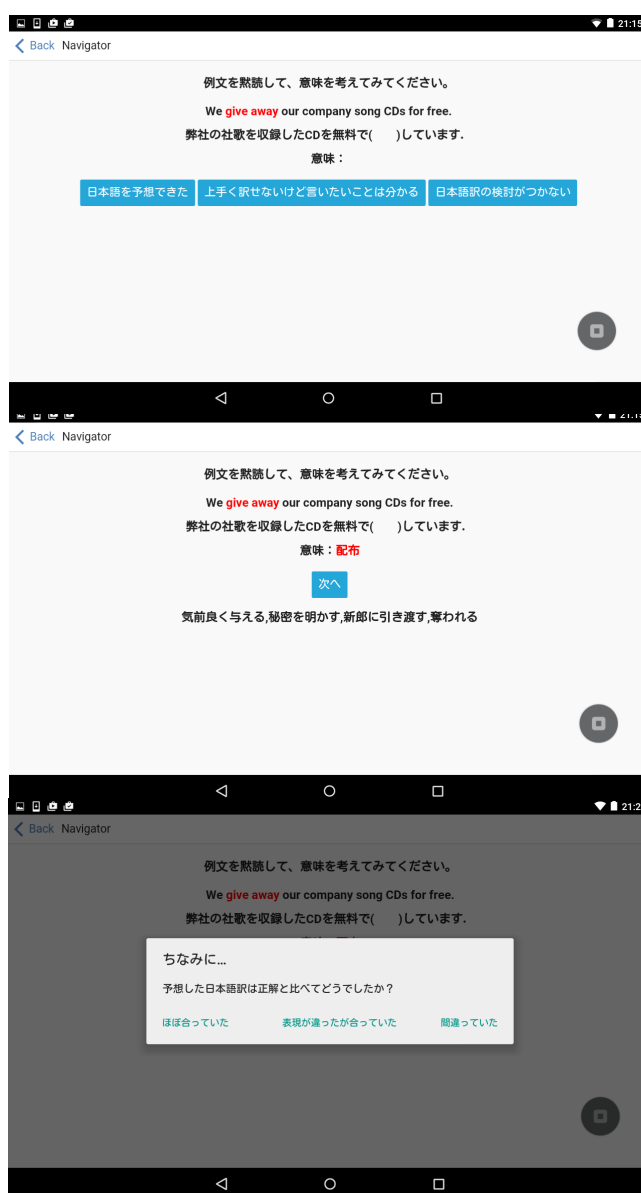 21:15
Back Navigator
例文を黙読して、意味を考えてみてください。
We give away our company song CDs for free.
弊社の社歌を収録したCDを無料で(　　)しています.
意味：
日本語を予想できた 上手く訳せないけど言いたいことは分かる 日本語訳の検討がつかない
Back Navigator
例文を黙読して、意味を考えてみてください。
We give away our company song CDs for free.
弊社の社歌を収録したCDを無料で(　　)しています.
意味：配布
次へ
気前良く与える,秘密を明かす,新郎に引き渡す,奪われる
21:2
Back Navigator
例文を黙読して、意味を考えてみてください。
We give away our company song CDs for free.
弊社の社歌を収録したCDを無料で(　　)しています.
ちなみに...
予想した日本語訳は正解と比べてどうでしたか？
ほぼ合っていた 表現が違ったが合っていた 間違っていた